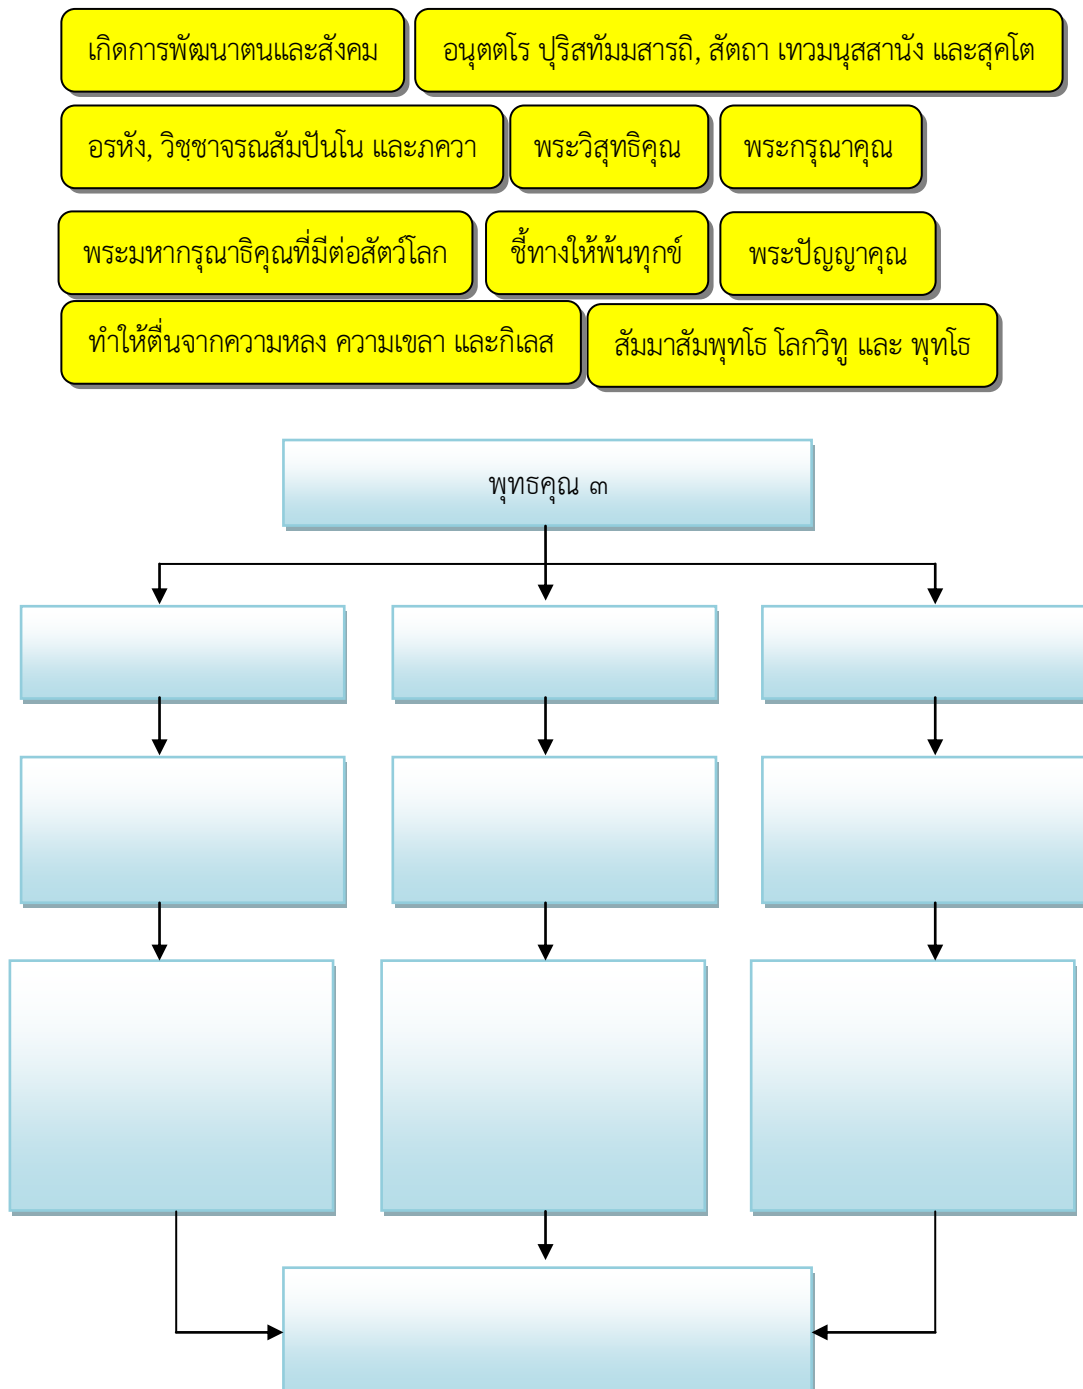 เกิดการพัฒนาตนและสังคม
อนุตตโร ปุริสทัมมสารถิ, สัตถา เทวมนุสสานัง และสุคโต
อรหัง, วิชฺชาจรณสัมปันโน และภควา
พระวิสุทธิคุณ
พระกรุณาคุณ
พระมหากรุณาธิคุณที่มีต่อสัตว์โลก
ชี้ทางให้พ้นทุกข์
พระปัญญาคุณ
ทำให้ตื่นจากความหลง ความเขลา และกิเลส
สัมมาสัมพุทโธ โลกวิทู และ พุทโธ
พุทธคุณ ๓